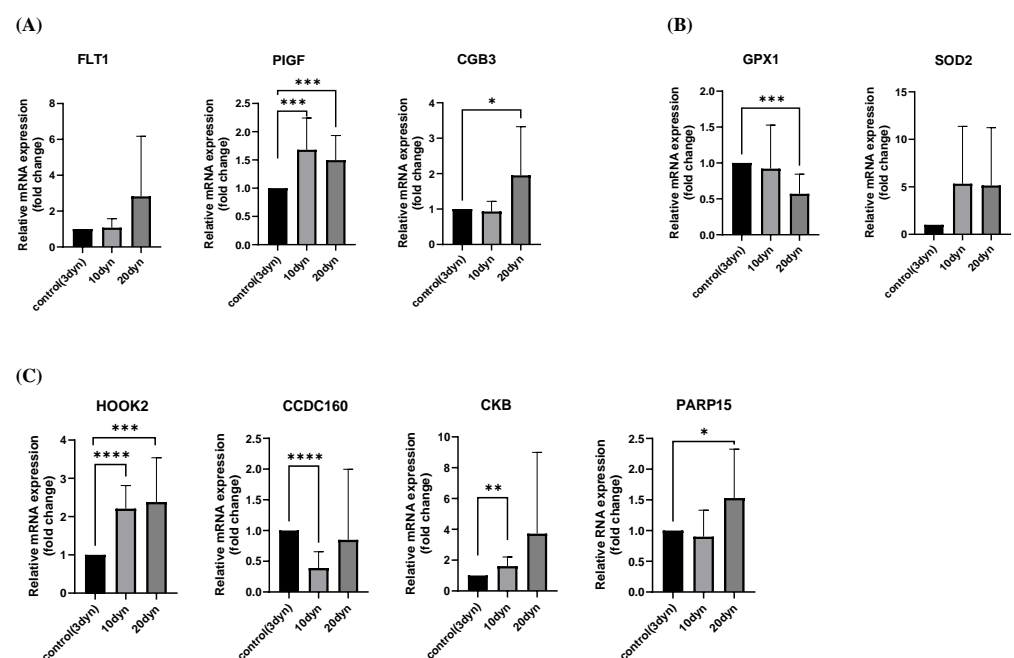 (A)
FLT1
Relative mRNA expression
(fold change)
8
6
4
2
0
control(3dyn)
10dyn
20dyn
PIGF
Relative mRNA expression
(fold change)
2.5
2.0
1.5
1.0
0.5
0.0
***
***
control(3dyn)
10dyn
20dyn
CGB3
Relative mRNA expression
(fold change)
4
3
2
1
0
*
control(3dyn)
10dyn
20dyn
(B)
GPX1
Relative mRNA expression
(fold change)
2.0
1.5
1.0
0.5
0.0
***
control(3dyn)
10dyn
20dyn
SOD2
Relative mRNA expression
(fold change)
15
10
5
0
control(3dyn)
10dyn
20dyn
(C)
HOOK2
Relative mRNA expression
(fold change)
4
3
2
1
0
***
****
control(3dyn)
10dyn
20dyn
CCDC160
Relative mRNA expression
(fold change)
2.5
2.0
1.5
1.0
0.5
0.0
****
control(3dyn)
10dyn
20dyn
CKB
Relative mRNA expression
(fold change)
10
8
6
4
2
0
**
control(3dyn)
10dyn
20dyn
PARP15
Relative RNA expression
(fold change)
2.5
2.0
1.5
1.0
0.5
0.0
*
control(3dyn)
10dyn
20dyn